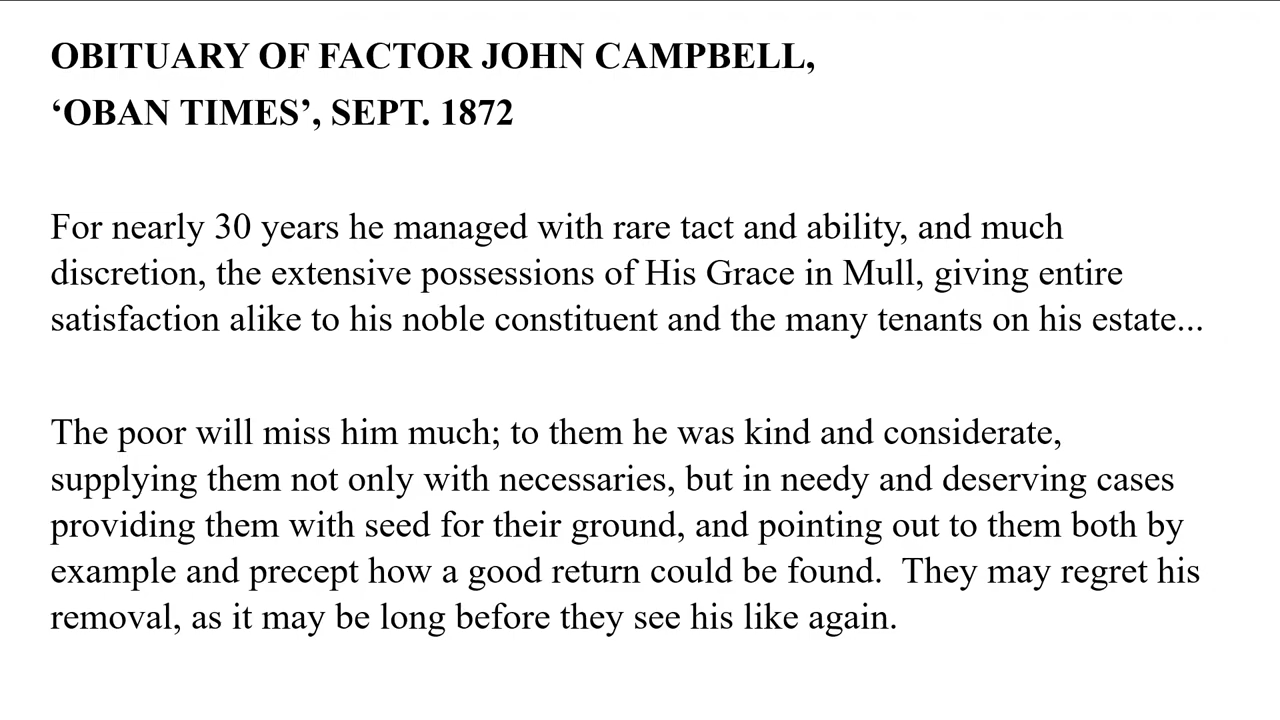 OBITUARY OF FACTOR JOHN CAMPBELL,
‘OBAN TIMES’, SEPT. 1872
For nearly 30 years he managed with rare tact and ability, and much
discretion, the extensive possessions of His Grace in Mull, giving entire
satisfaction alike to his noble constituent and the many tenants on his estate...
The poor will miss him much; to them he was kind and considerate,
supplying them not only with necessaries, but in needy and deserving cases
providing them with seed for their ground, and pointing out to them both by
example and precept how a good return could be found.  They may regret his
removal, as it may be long before they see his like again.